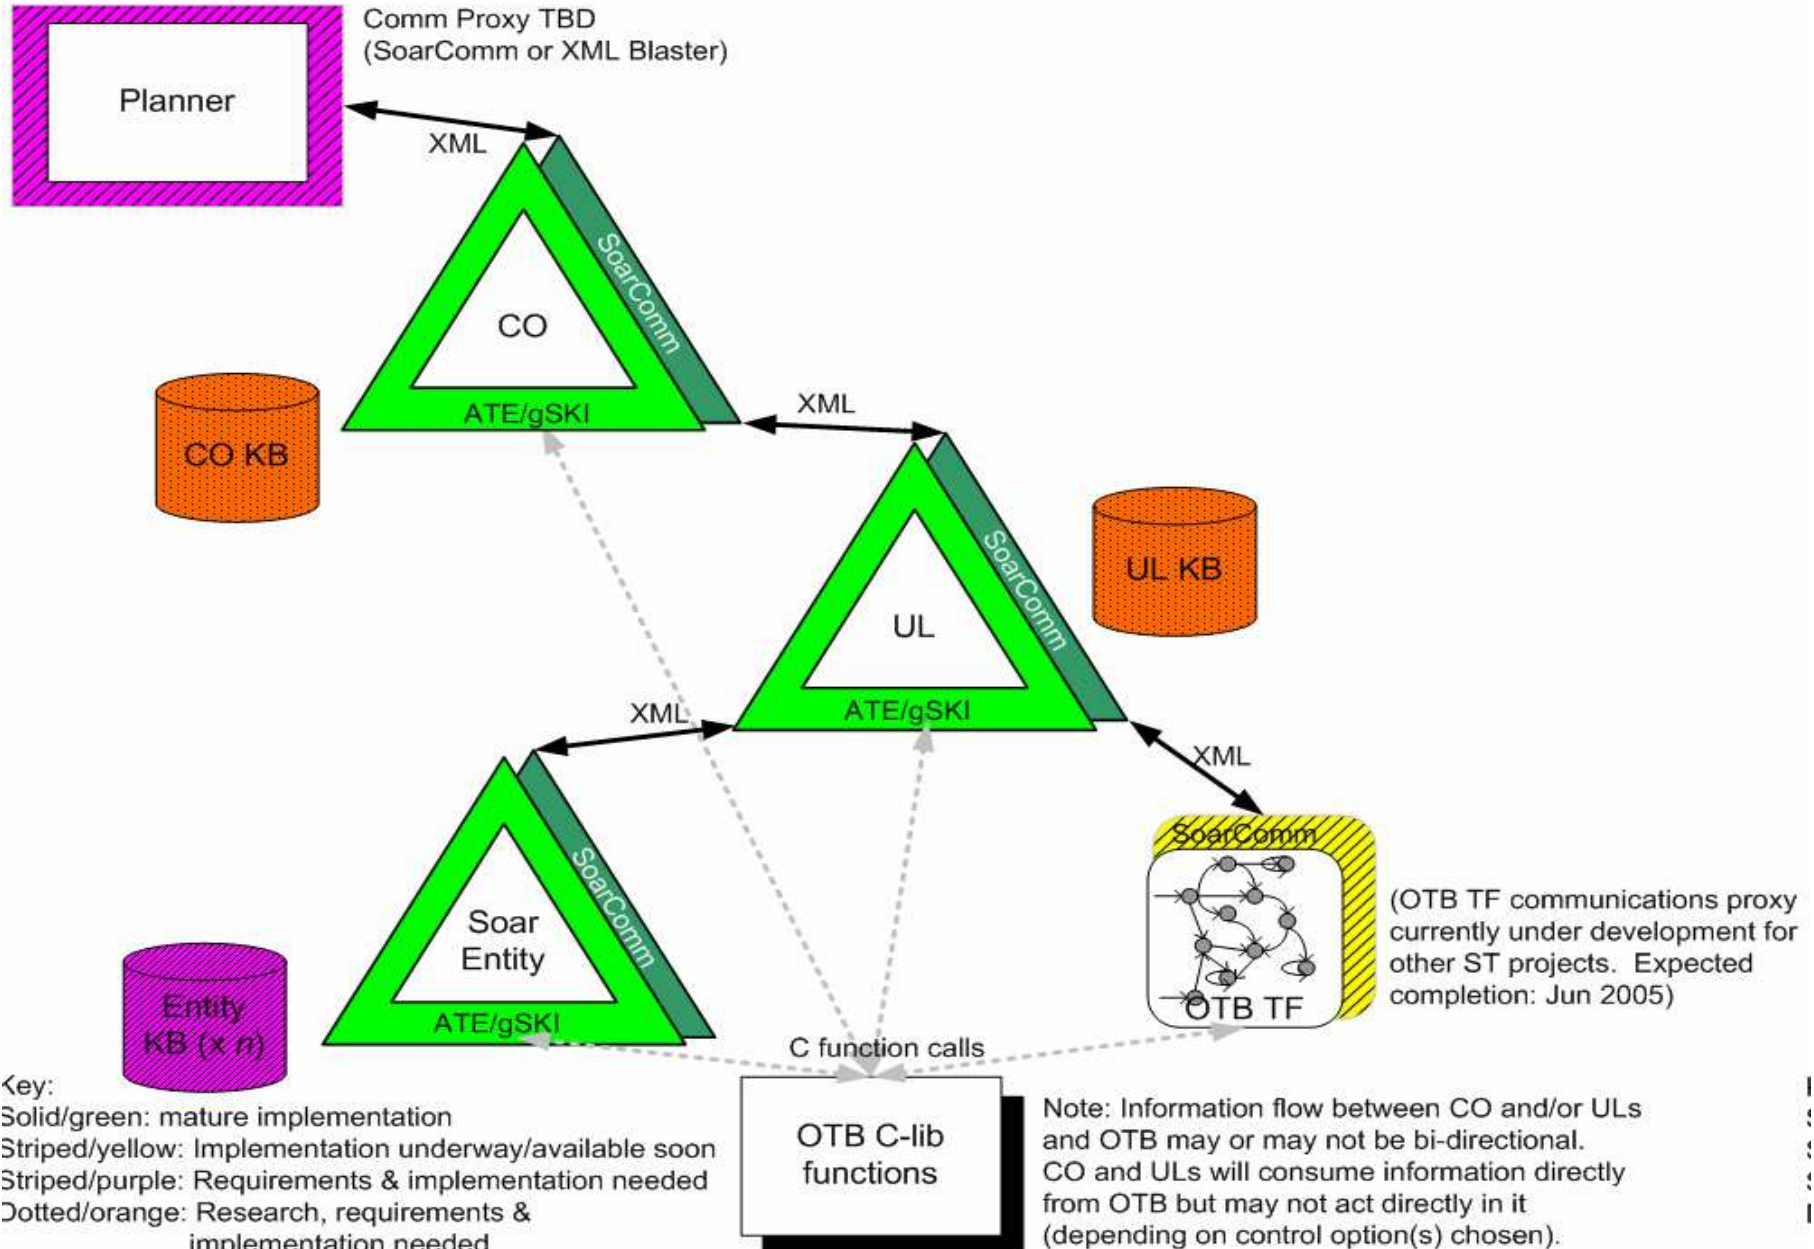 Comm Proxy TBD
(SoarComm or XML Blaster)
Planner
XML
SoarComm
CO
ATE/gSKI
XML
CO KB
SoarComm
UL KB
UL
ATE/gSKI
XML
XML
SoarComm
SoarComm
Soar
Entity
(OTB TF communications proxy
currently under development for
other ST projects.  Expected
completion: Jun 2005)
OTB TF
Entity
KB (x n)
ATE/gSKI
C function calls
Key:
Solid/green: mature implementation
Striped/yellow: Implementation underway/available soon
Striped/purple: Requirements & implementation needed
Dotted/orange: Research, requirements &
implementation needed
OTB C-lib
functions
Note: Information flow between CO and/or ULs
and OTB may or may not be bi-directional.
CO and ULs will consume information directly
from OTB but may not act directly in it
(depending on control option(s) chosen).